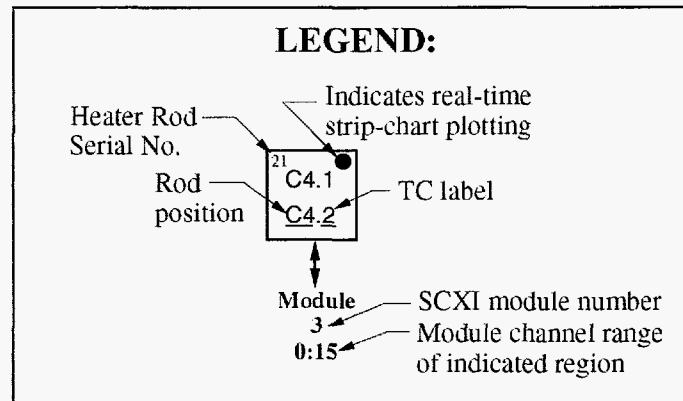 LEGEND:
Indicates real-time
strip-chart plotting
Heater Rod
Serial No.
21
C4.1
Rod
position
C4.2
TC label
Module
3
0:15
SCXI module number
Module channel range
of indicated region